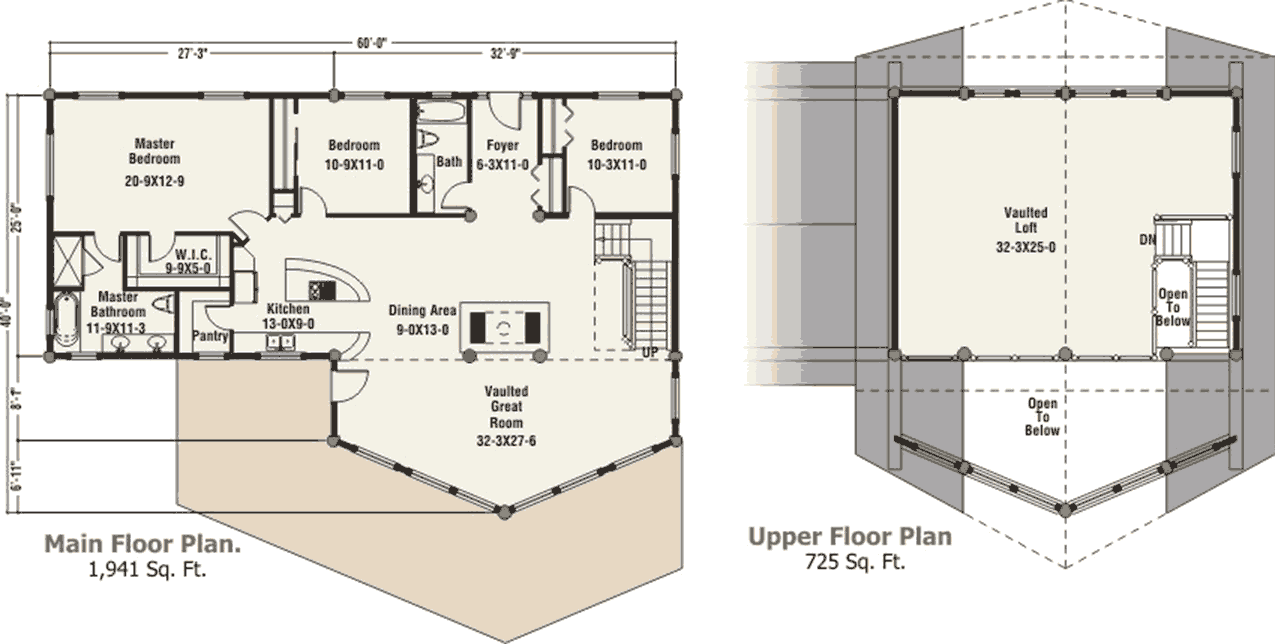 60'-0"
27'-3"
32'-9"
Master
Bedroom
20-9X12-9
Bedroom
10-9X11-0
Bath
Foyer
6-3X11-0
Bedroom
10-3X11-0
25'-0"
40'-0"
8'-1"
6'-11"
W.I.C.
9-9X5-0
Master
Bathroom
11-9X11-3
Pantry
Kitchen
13-0X9-0
Dining Area
9-0X13-0
UP
Vaulted
Great
Room
32-3X27-6
Main Floor Plan.
1,941 Sq. Ft.
Vaulted
Loft
32-3X25-0
DN
Open
To
Below
Open
To
Below
Upper Floor Plan
725 Sq. Ft.